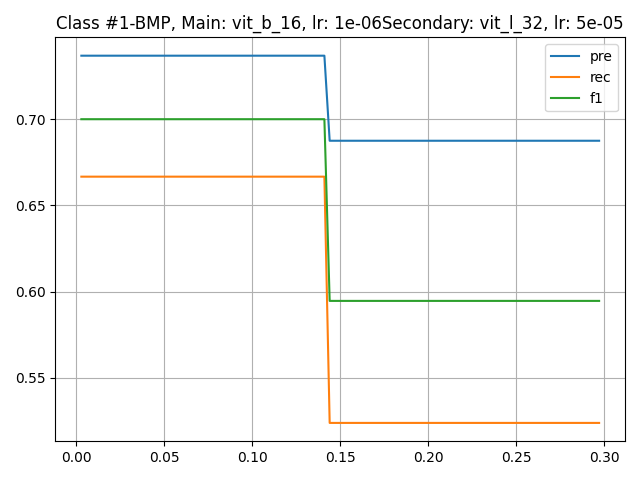 Class #1-BMP, Main: vit_b_16, lr: 1e-06Secondary: vit_l_32, lr: 5e-05
pre
rec
f1
0.70
0.65
0.60
0.55
0.00 0.05 0.10 0.15 0.20 0.25 0.30